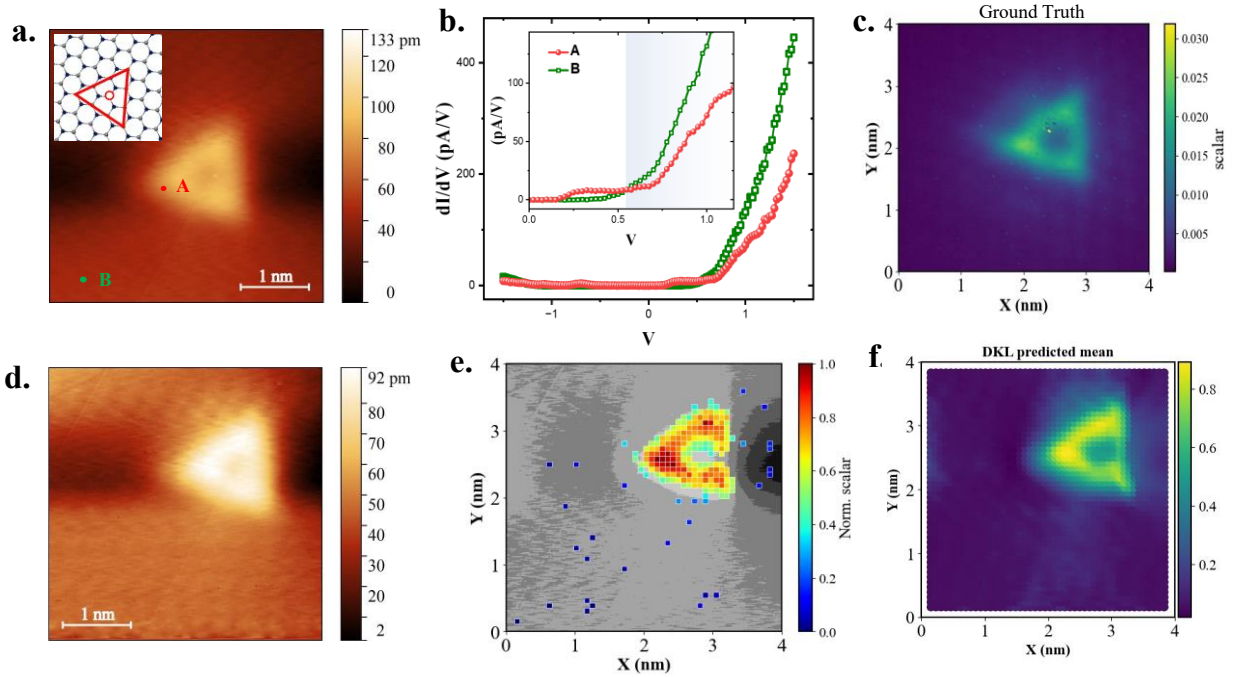 a.
133 pm
120
100
80
60
40
20
0
A
B
1 nm
b.
dI/dV (pA/V)
400
300
200
100
0
−1
0
1
V
(pA/V)
100
50
0
0.0
0.5
1.0
V
A
B
c.
Ground Truth
Y (nm)
4
3
2
1
0
0
1
2
3
4
X (nm)
0.030
0.025
0.020
0.015
0.010
0.005
scalar
d.
92 pm
80
70
60
50
40
30
20
2
1 nm
e.
Y (nm)
4
3
2
1
0
0
1
2
3
4
X (nm)
1.0
0.8
0.6
0.4
0.2
0.0
Norm. scalar
f.
DKL predicted mean
Y (nm)
4
3
2
1
0
0
1
2
3
4
X (nm)
0.8
0.6
0.4
0.2